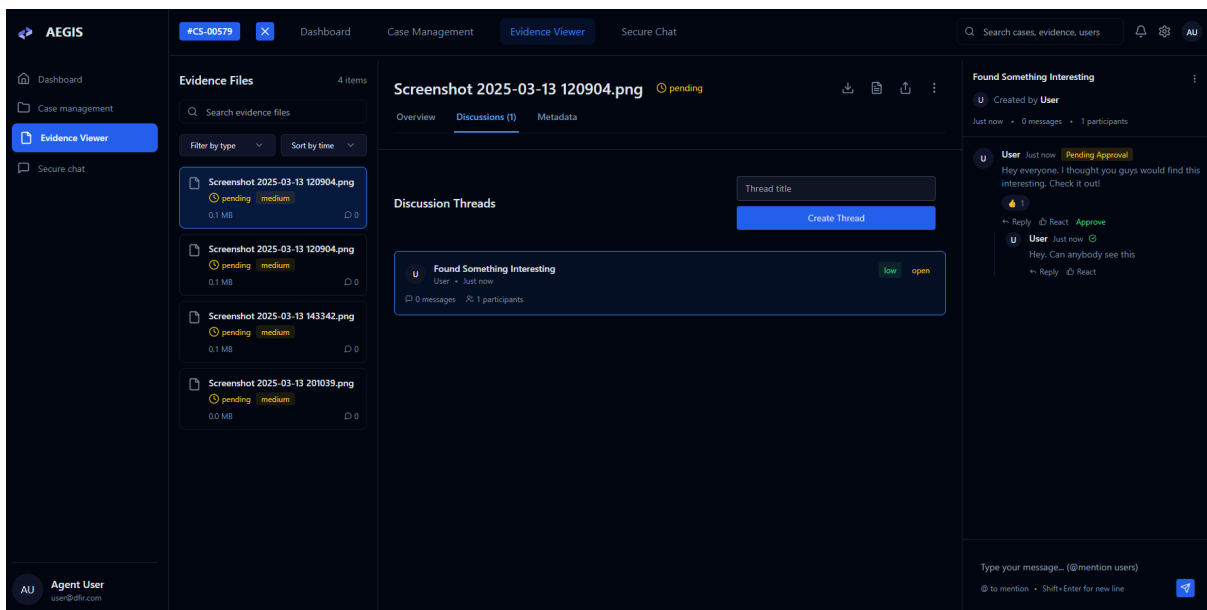 AEGIS
#CS-00579
Dashboard
Case Management
Evidence Viewer
Secure Chat
Search cases, evidence, users
AU
Dashboard
Case management
Evidence Viewer
Secure chat
AU
Agent User
user@dfir.com
Evidence Files
4 items
Search evidence files
Filter by type
Sort by time
Screenshot 2025-03-13 120904.png
pending
medium
0.1 MB
0
Screenshot 2025-03-13 120904.png
pending
medium
0.1 MB
0
Screenshot 2025-03-13 143342.png
pending
medium
0.1 MB
0
Screenshot 2025-03-13 201039.png
pending
medium
0.0 MB
0
Screenshot 2025-03-13 120904.png
pending
Overview
Discussions (1)
Metadata
Discussion Threads
Thread title
Create Thread
U
Found Something Interesting
User • Just now
low
open
0 messages
1 participants
Found Something Interesting
U
Created by User
Just now • 0 messages • 1 participants
U
User Just now Pending Approval
Hey everyone. I thought you guys would find this
interesting. Check it out!
👍 1
Reply
React
Approve
U
User Just now
Hey. Can anybody see this
Reply
React
Type your message... (@mention users)
@ to mention • Shift+Enter for new line